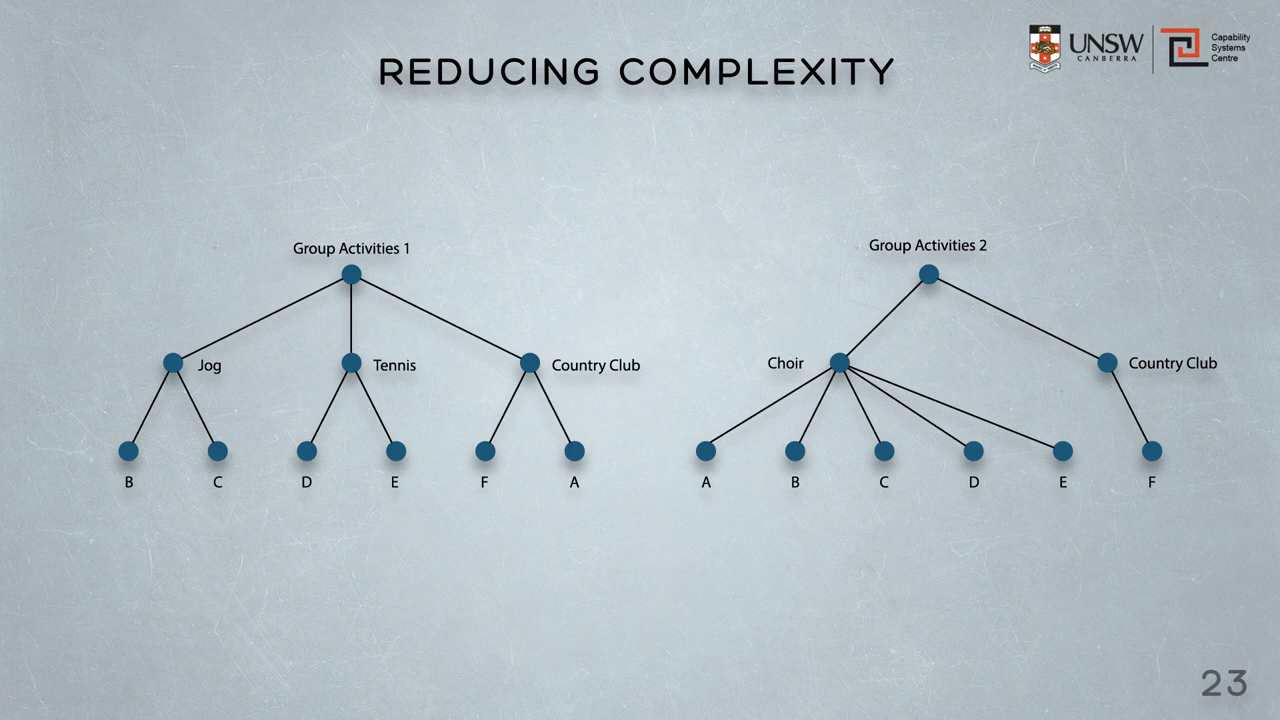 REDUCING COMPLEXITY
UNSW
CANBERRA
Capability
Systems
Centre
Group Activities 1
Jog
Tennis
Country Club
B
C
D
E
F
A
Group Activities 2
Choir
Country Club
A
B
C
D
E
F
23